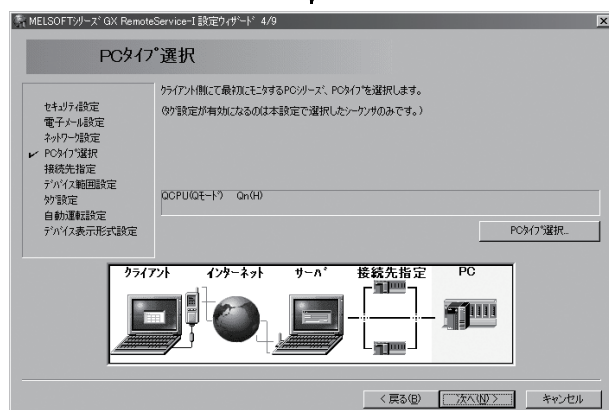 MELSOFTシリーズ GX RemoteService-I 設定ウィザード 4/9
PCタイプ選択
クライアント側にて最初にモニタするPCシリーズ、PCタイプを選択します。
(タグ設定が有効になるのは本設定で選択したシーケンサのみです。)
セキュリティ設定
電子メール設定
ネットワーク設定
✓ PCタイプ選択
接続先指定
デバイス範囲設定
タグ設定
自動運転設定
デバイス表示形式設定
QCPU(Qモード) Qn(H)
PCタイプ選択...
クライアント インターネット サーバ 接続先指定 PC
< 戻る(B) 次へ(N) > キャンセル